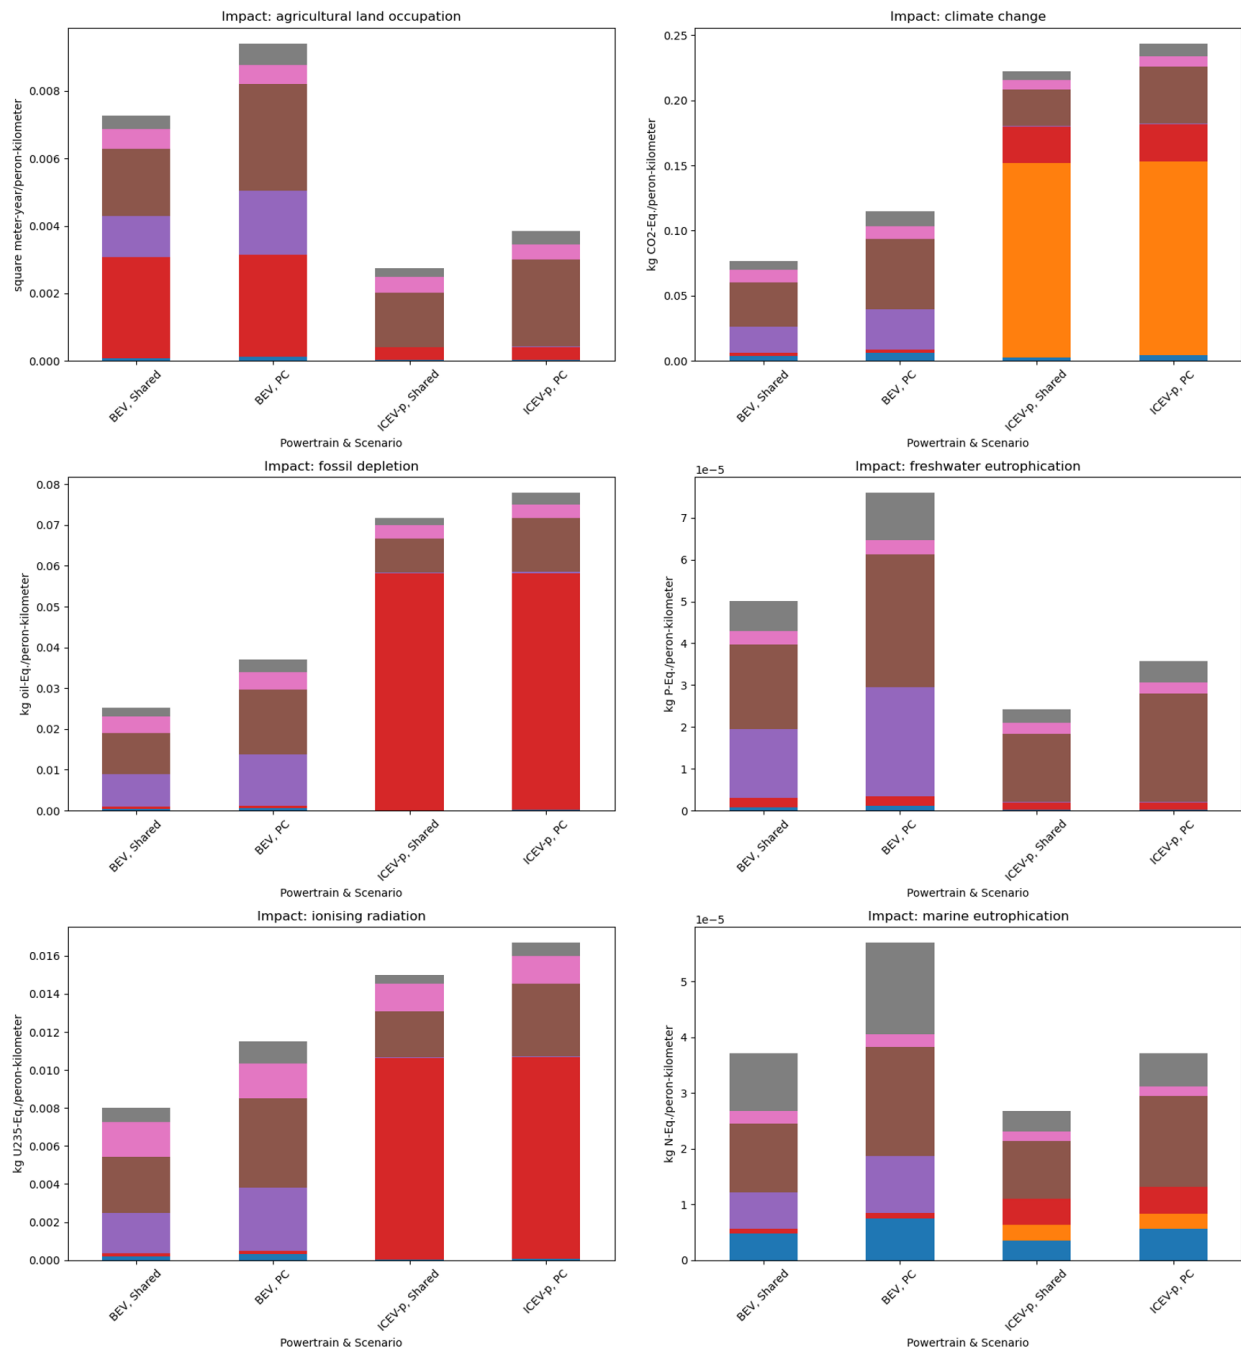 Impact: agricultural land occupation
square meter-year/peron-kilometer
0.008
0.006
0.004
0.002
0.000
BEV, Shared
BEV, PC
ICEV-p, Shared
ICEV-p, PC
Powertrain & Scenario
Impact: climate change
kg CO2-Eq./peron-kilometer
0.25
0.20
0.15
0.10
0.05
0.00
BEV, Shared
BEV, PC
ICEV-p, Shared
ICEV-p, PC
Powertrain & Scenario
Impact: fossil depletion
kg oil-Eq./peron-kilometer
0.08
0.07
0.06
0.05
0.04
0.03
0.02
0.01
0.00
BEV, Shared
BEV, PC
ICEV-p, Shared
ICEV-p, PC
Powertrain & Scenario
Impact: freshwater eutrophication
1e-5
kg P-Eq./peron-kilometer
7
6
5
4
3
2
1
0
BEV, Shared
BEV, PC
ICEV-p, Shared
ICEV-p, PC
Powertrain & Scenario
Impact: ionising radiation
kg U235-Eq./peron-kilometer
0.016
0.014
0.012
0.010
0.008
0.006
0.004
0.002
0.000
BEV, Shared
BEV, PC
ICEV-p, Shared
ICEV-p, PC
Powertrain & Scenario
Impact: marine eutrophication
1e-5
kg N-Eq./peron-kilometer
5
4
3
2
1
0
BEV, Shared
BEV, PC
ICEV-p, Shared
ICEV-p, PC
Powertrain & Scenario